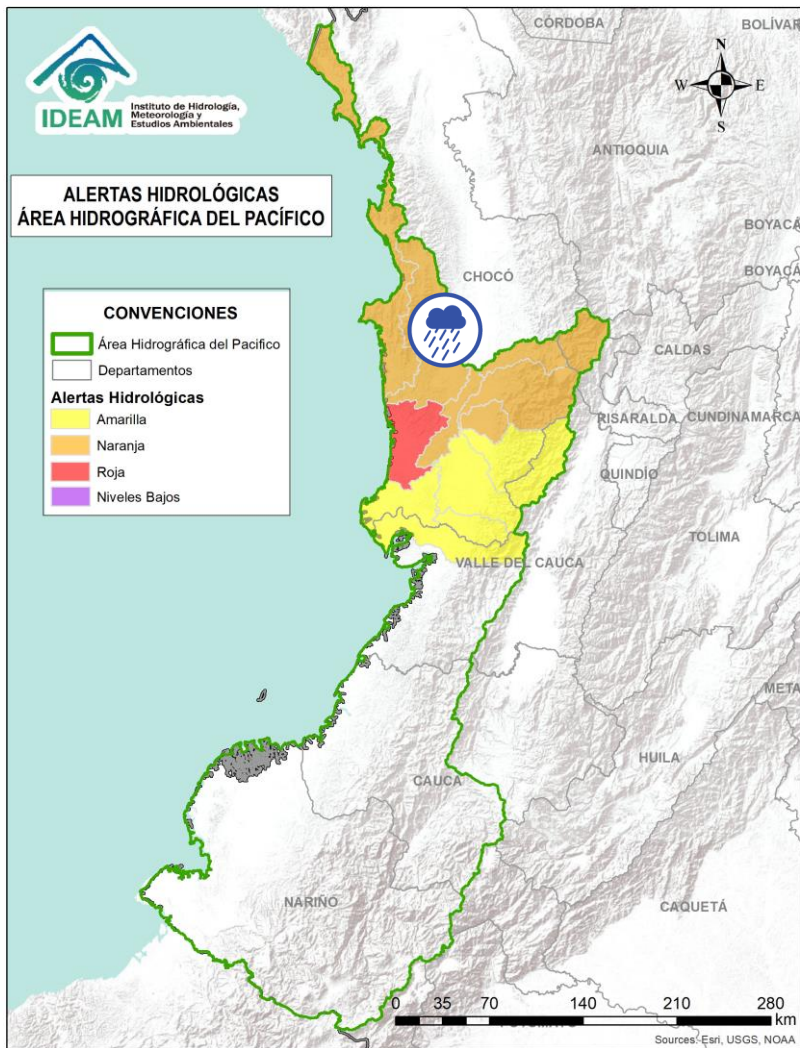 CÓRDOBA
BOLÍVAR
N
W
E
S
IDEAM
Instituto de Hidrología,
Meteorología y
Estudios Ambientales
ANTIOQUIA
ALERTAS HIDROLÓGICAS
ÁREA HIDROGRÁFICA DEL PACÍFICO
BOYACÁ
BOYACÁ
CHOCÓ
CONVENCIONES
Área Hidrográfica del Pacifico
Departamentos
Alertas Hidrológicas
Amarilla
Naranja
Roja
Niveles Bajos
CALDAS
RISARALDA
CUNDINAMARCA
QUINDÍO
TOLIMA
VALLE DEL CAUCA
META
HUILA
CAUCA
NARIÑO
CAQUETÁ
0 35 70 140 210 280
km
Sources: Esri, USGS, NOAA